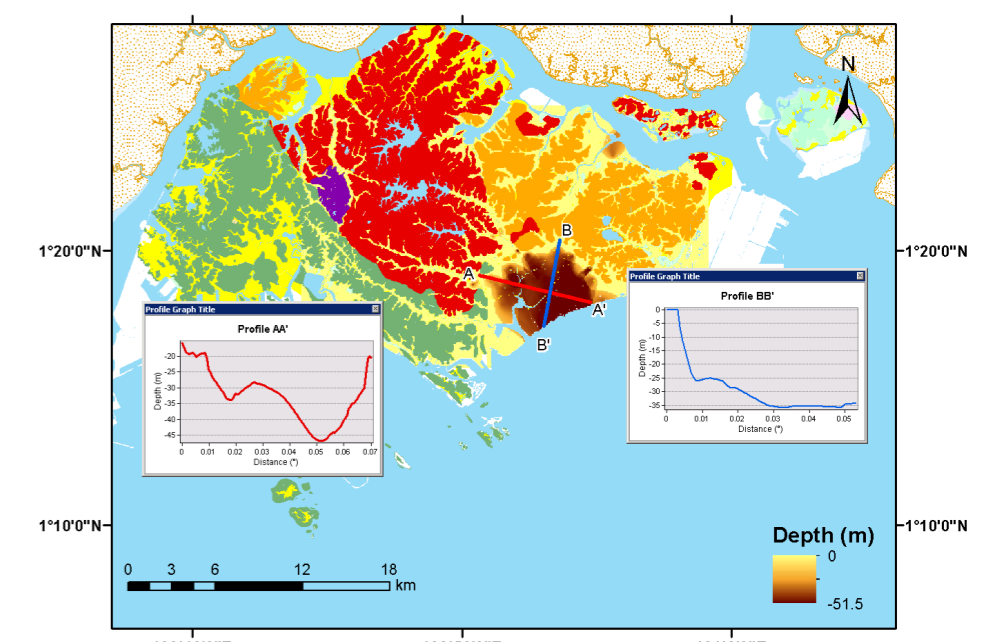 N
1°20'0"N
1°20'0"N
B
A
A'
B'
Profile Graph Title
Profile AA'
Depth (m)
-20
-25
-30
-35
-40
-45
0 0.01 0.02 0.03 0.04 0.05 0.06 0.07
Distance (°)
Profile Graph Title
Profile BB'
Depth (m)
0
-5
-10
-15
-20
-25
-30
-35
0 0.01 0.02 0.03 0.04 0.05
Distance (°)
1°10'0"N
1°10'0"N
0 3 6 12 18
km
Depth (m)
0
-51.5